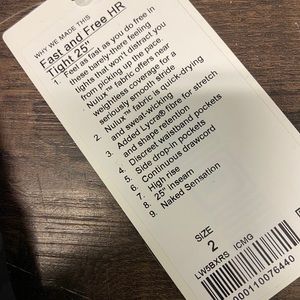 WHY WE MADE THIS
Fast and Free HR
Tight 25"
1. Feel as fast as you do free in
these barely-there feeling
tights that won't distract you
from picking up the pace.
Nulux™ fabric offers near
weightless coverage for a
seriously smooth stride
2. Nulux™ fabric is quick-drying
and sweat-wicking
3. Added Lycra® fibre for stretch
and shape retention
4. Discreet waistband pockets
5. Side drop-in pockets
6. Continuous drawcord
7. High rise
8. 25" inseam
9. Naked Sensation
SIZE
2
LW5BXRS ICMG
000110076440